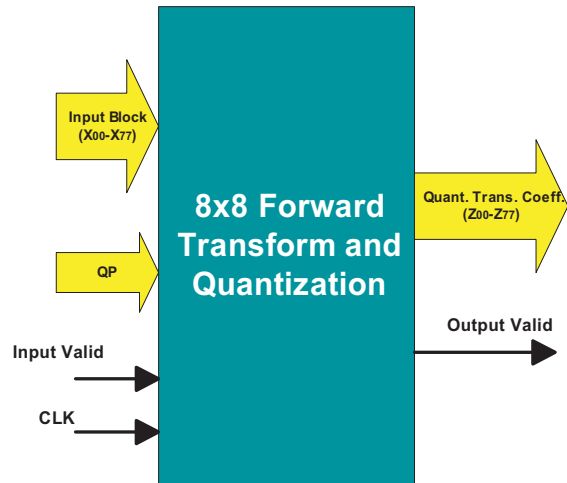 Input Block
(X00-X77)
QP
Input Valid
CLK
8x8 Forward
Transform and
Quantization
Quant. Trans. Coeff.
(Z00-Z77)
Output Valid